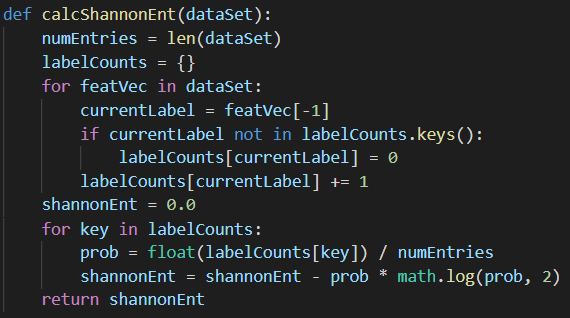 def calcShannonEnt(dataSet):
    numEntries = len(dataSet)
    labelCounts = {}
    for featVec in dataSet:
        currentLabel = featVec[-1]
        if currentLabel not in labelCounts.keys():
            labelCounts[currentLabel] = 0
        labelCounts[currentLabel] += 1
    shannonEnt = 0.0
    for key in labelCounts:
        prob = float(labelCounts[key]) / numEntries
        shannonEnt = shannonEnt - prob * math.log(prob, 2)
    return shannonEnt